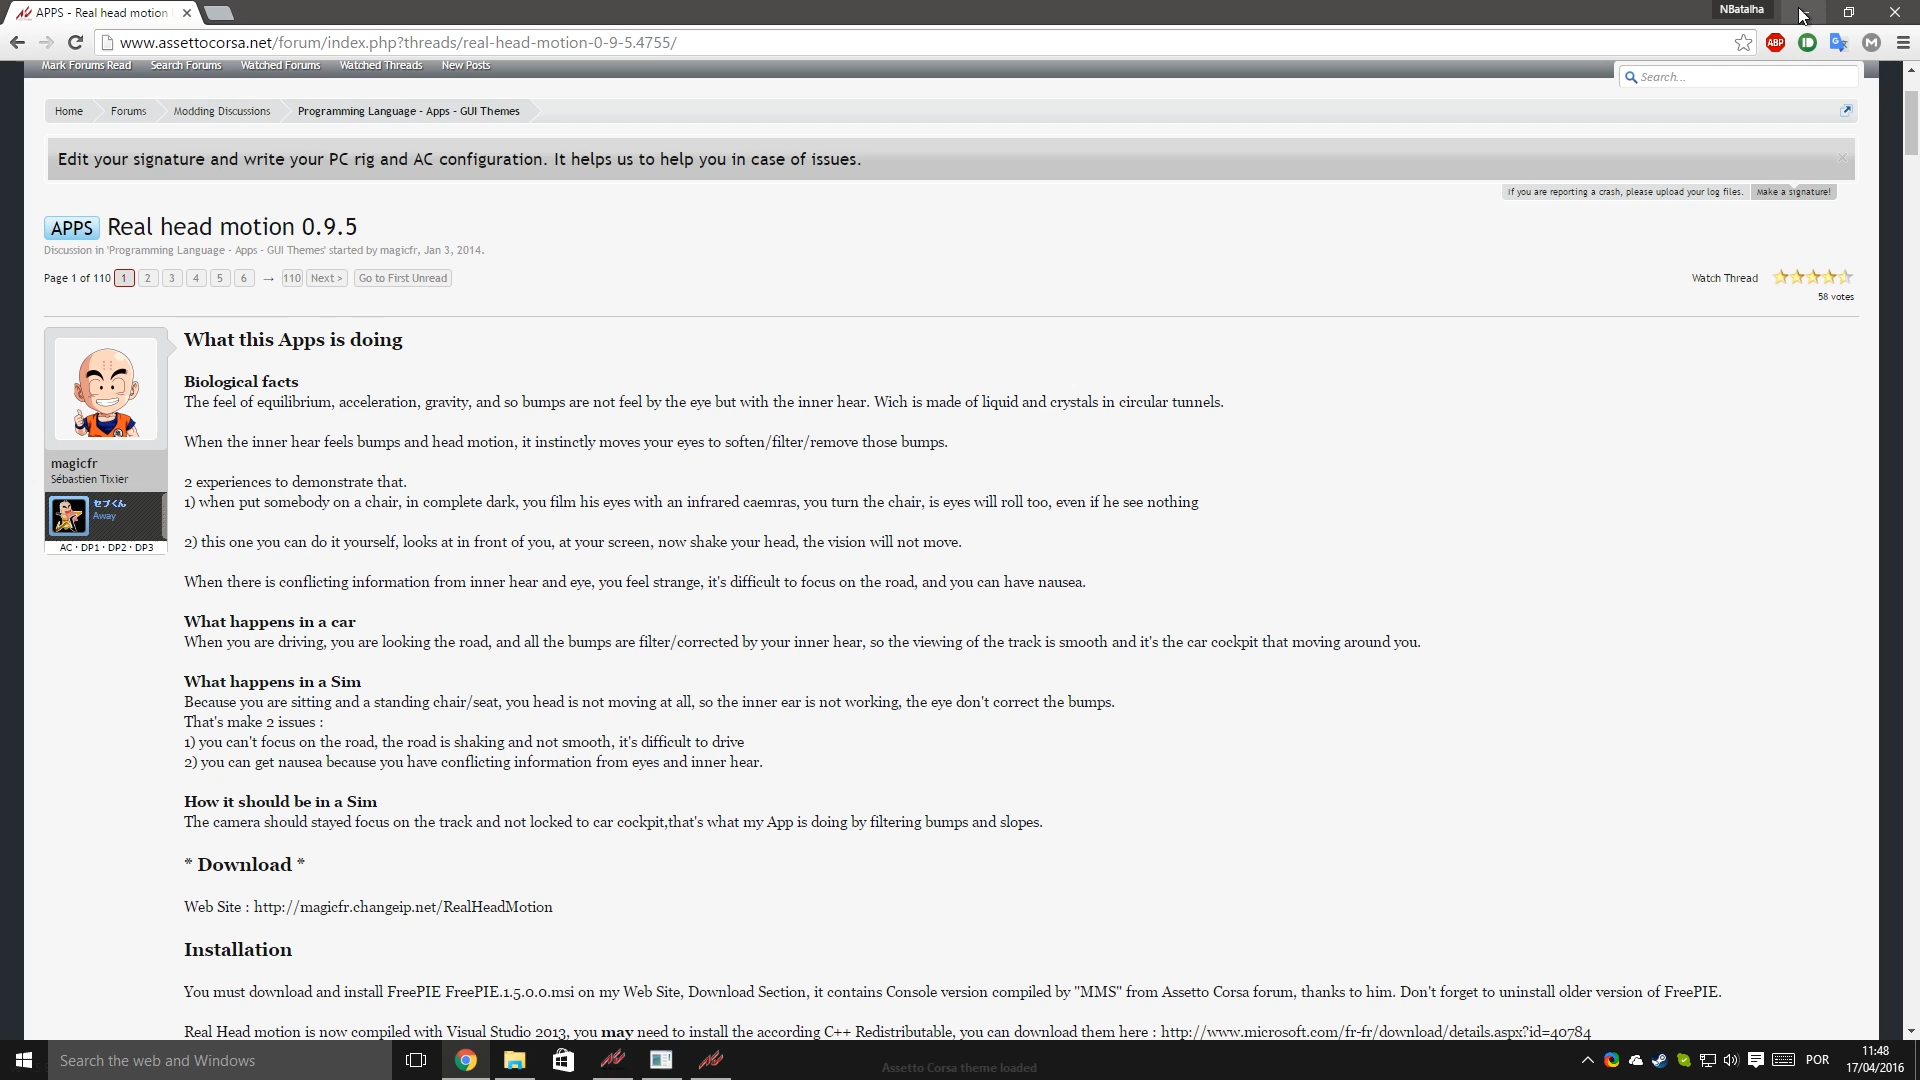 APPS - Real head motion
NBatalha
www.assettocorsa.net/forum/index.php?threads/real-head-motion-0-9-5.4755/
ABP
Mark Forums Read Search Forums Watched Forums Watched Threads New Posts
Search...
Home Forums Modding Discussions Programming Language - Apps - GUI Themes
Edit your signature and write your PC rig and AC configuration. It helps us to help you in case of issues.
If you are reporting a crash, please upload your log files. Make a signature!
APPS Real head motion 0.9.5
Discussion in 'Programming Language - Apps - GUI Themes' started by magicfr, Jan 3, 2014.
Page 1 of 110 1 2 3 4 5 6 → 110 Next > Go to First Unread
Watch Thread
58 votes
What this Apps is doing
Biological facts
The feel of equilibrium, acceleration, gravity, and so bumps are not feel by the eye but with the inner hear. Wich is made of liquid and crystals in circular tunnels.
When the inner hear feels bumps and head motion, it instinctly moves your eyes to soften/filter/remove those bumps.
magicfr
Sébastien Tixier
セブくん
Away
AC · DP1 · DP2 · DP3
2 experiences to demonstrate that.
1) when put somebody on a chair, in complete dark, you film his eyes with an infrared caemras, you turn the chair, is eyes will roll too, even if he see nothing
2) this one you can do it yourself, looks at in front of you, at your screen, now shake your head, the vision will not move.
When there is conflicting information from inner hear and eye, you feel strange, it's difficult to focus on the road, and you can have nausea.
What happens in a car
When you are driving, you are looking the road, and all the bumps are filter/corrected by your inner hear, so the viewing of the track is smooth and it's the car cockpit that moving around you.
What happens in a Sim
Because you are sitting and a standing chair/seat, you head is not moving at all, so the inner ear is not working, the eye don't correct the bumps.
That's make 2 issues :
1) you can't focus on the road, the road is shaking and not smooth, it's difficult to drive
2) you can get nausea because you have conflicting information from eyes and inner hear.
How it should be in a Sim
The camera should stayed focus on the track and not locked to car cockpit,that's what my App is doing by filtering bumps and slopes.
* Download *
Web Site : http://magicfr.changeip.net/RealHeadMotion
Installation
You must download and install FreePIE FreePIE.1.5.0.0.msi on my Web Site, Download Section, it contains Console version compiled by "MMS" from Assetto Corsa forum, thanks to him. Don't forget to uninstall older version of FreePIE.
Real Head motion is now compiled with Visual Studio 2013, you may need to install the according C++ Redistributable, you can download them here : http://www.microsoft.com/fr-fr/download/details.aspx?id=40784
Search the web and Windows
Assetto Corsa theme loaded
POR
11:48
17/04/2016